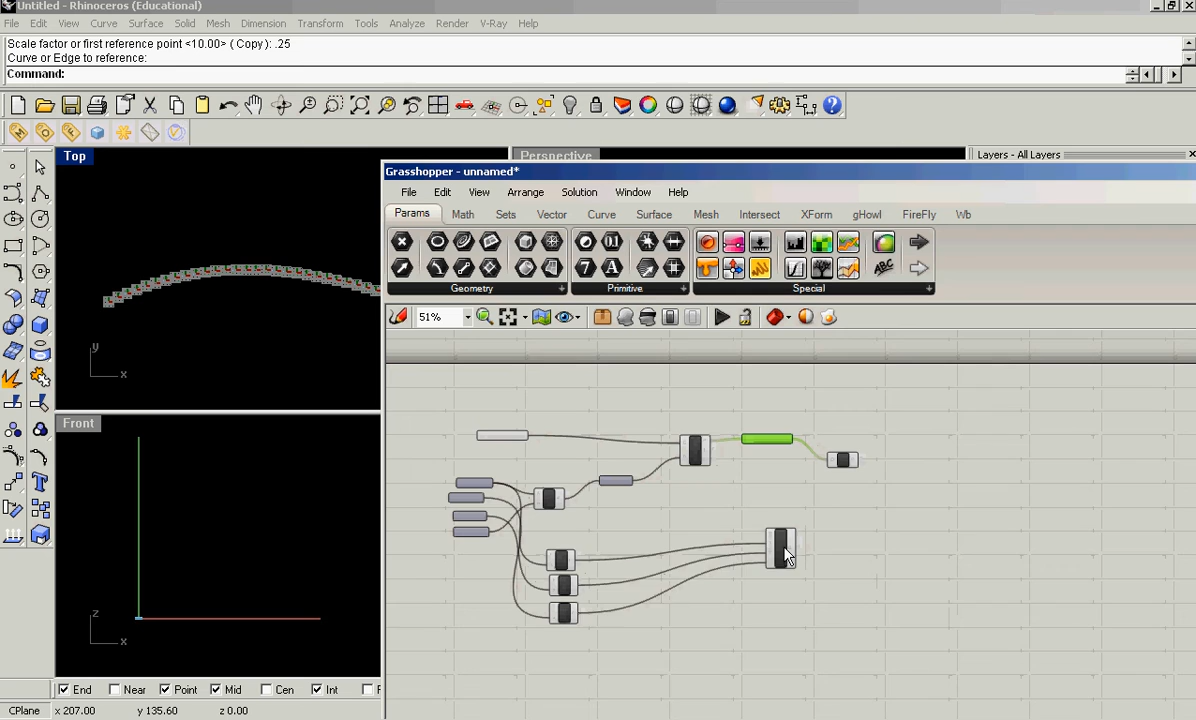 Untitled - Rhinoceros (Educational)
File Edit View Curve Surface Solid Mesh Dimension Transform Tools Analyze Render V-Ray Help
Scale factor or first reference point <10.00> ( Copy ): .25
Curve or Edge to reference:
Command:
Top
Perspective
Layers - All Layers
Grasshopper - unnamed*
File Edit View Arrange Solution Window Help
Params Math Sets Vector Curve Surface Mesh Intersect XForm gHowl FireFly Wb
Geometry Primitive Special
51%
y
x
Front
z
x
End Near Point Mid Cen Int
CPlane x 207.00 y 135.60 z 0.00